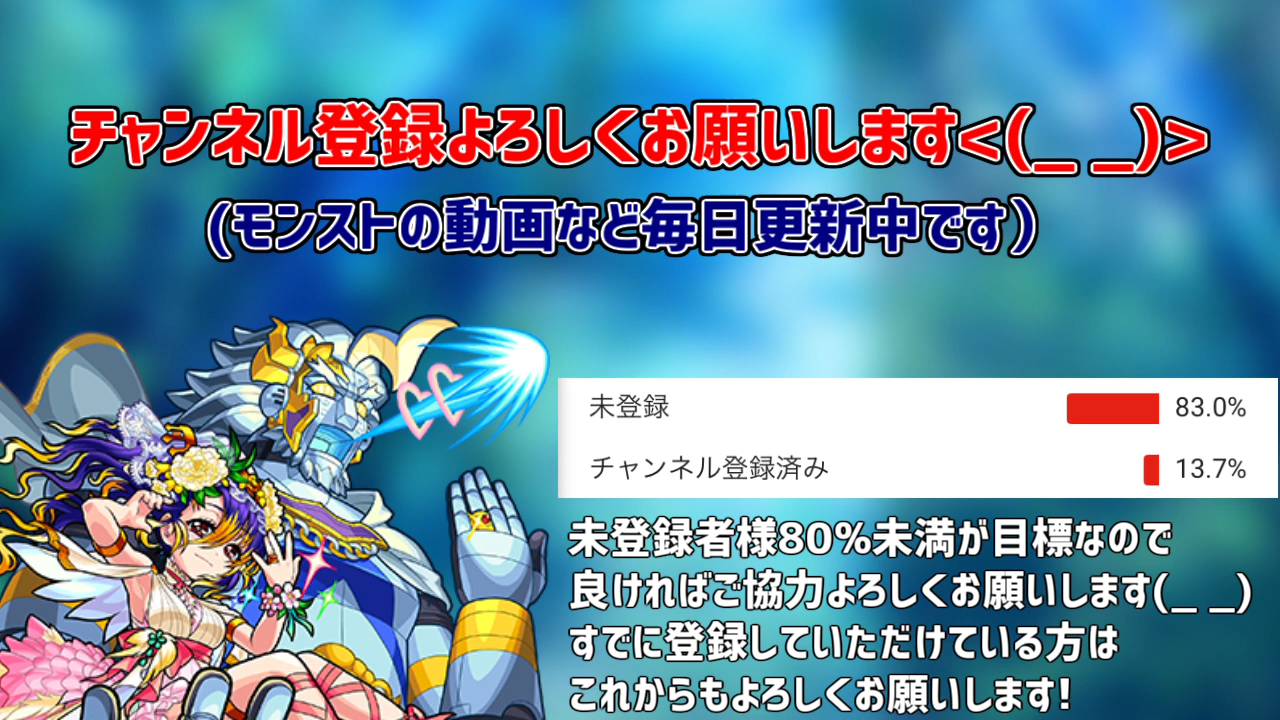 チャンネル登録よろしくお願いします<(_ _)>
(モンストの動画など毎日更新中です)
未登録 83.0%
チャンネル登録済み 13.7%
未登録者様80%未満が目標なので
良ければご協力よろしくお願いします(_ _)
すでに登録していただけている方は
これからもよろしくお願いします!